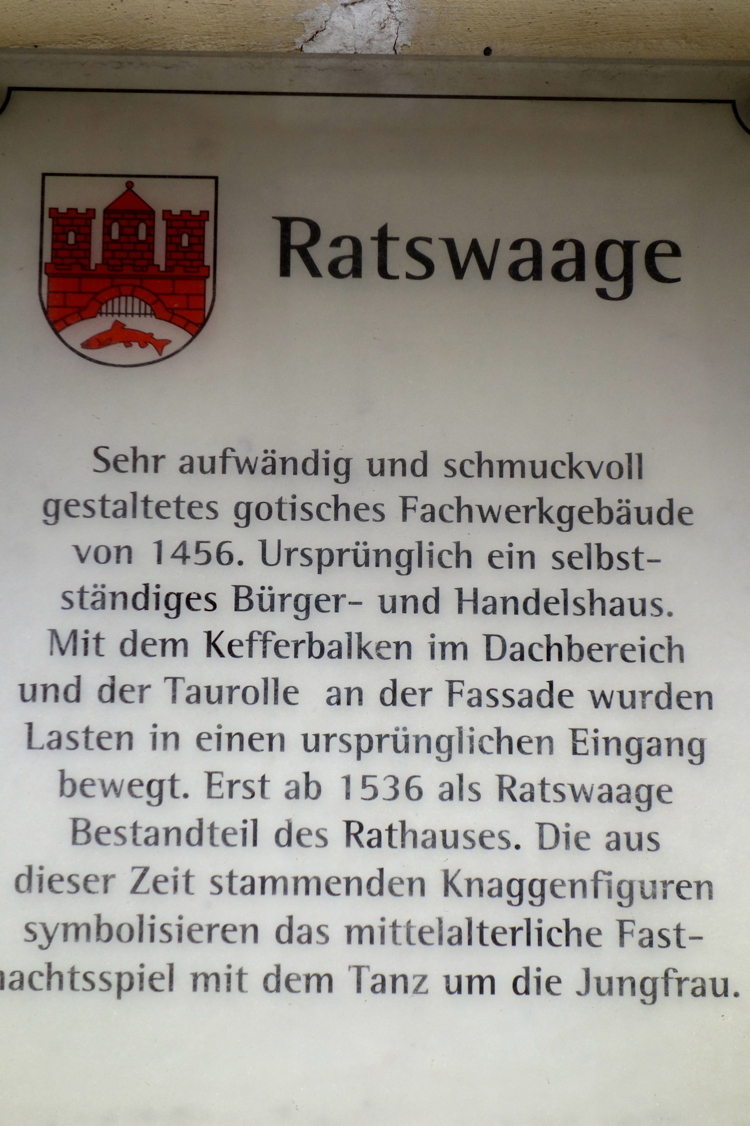 Ratswaage
Sehr aufwändig und schmuckvoll
gestaltetes gotisches Fachwerkgebäude
von 1456. Ursprünglich ein selbst-
ständiges Bürger- und Handelshaus.
Mit dem Kefferbalken im Dachbereich
und der Taurolle an der Fassade wurden
Lasten in einen ursprünglichen Eingang
bewegt. Erst ab 1536 als Ratswaage
Bestandteil des Rathauses. Die aus
dieser Zeit stammenden Knaggenfiguren
symbolisieren das mittelalterliche Fast-
nachtsspiel mit dem Tanz um die Jungfrau.